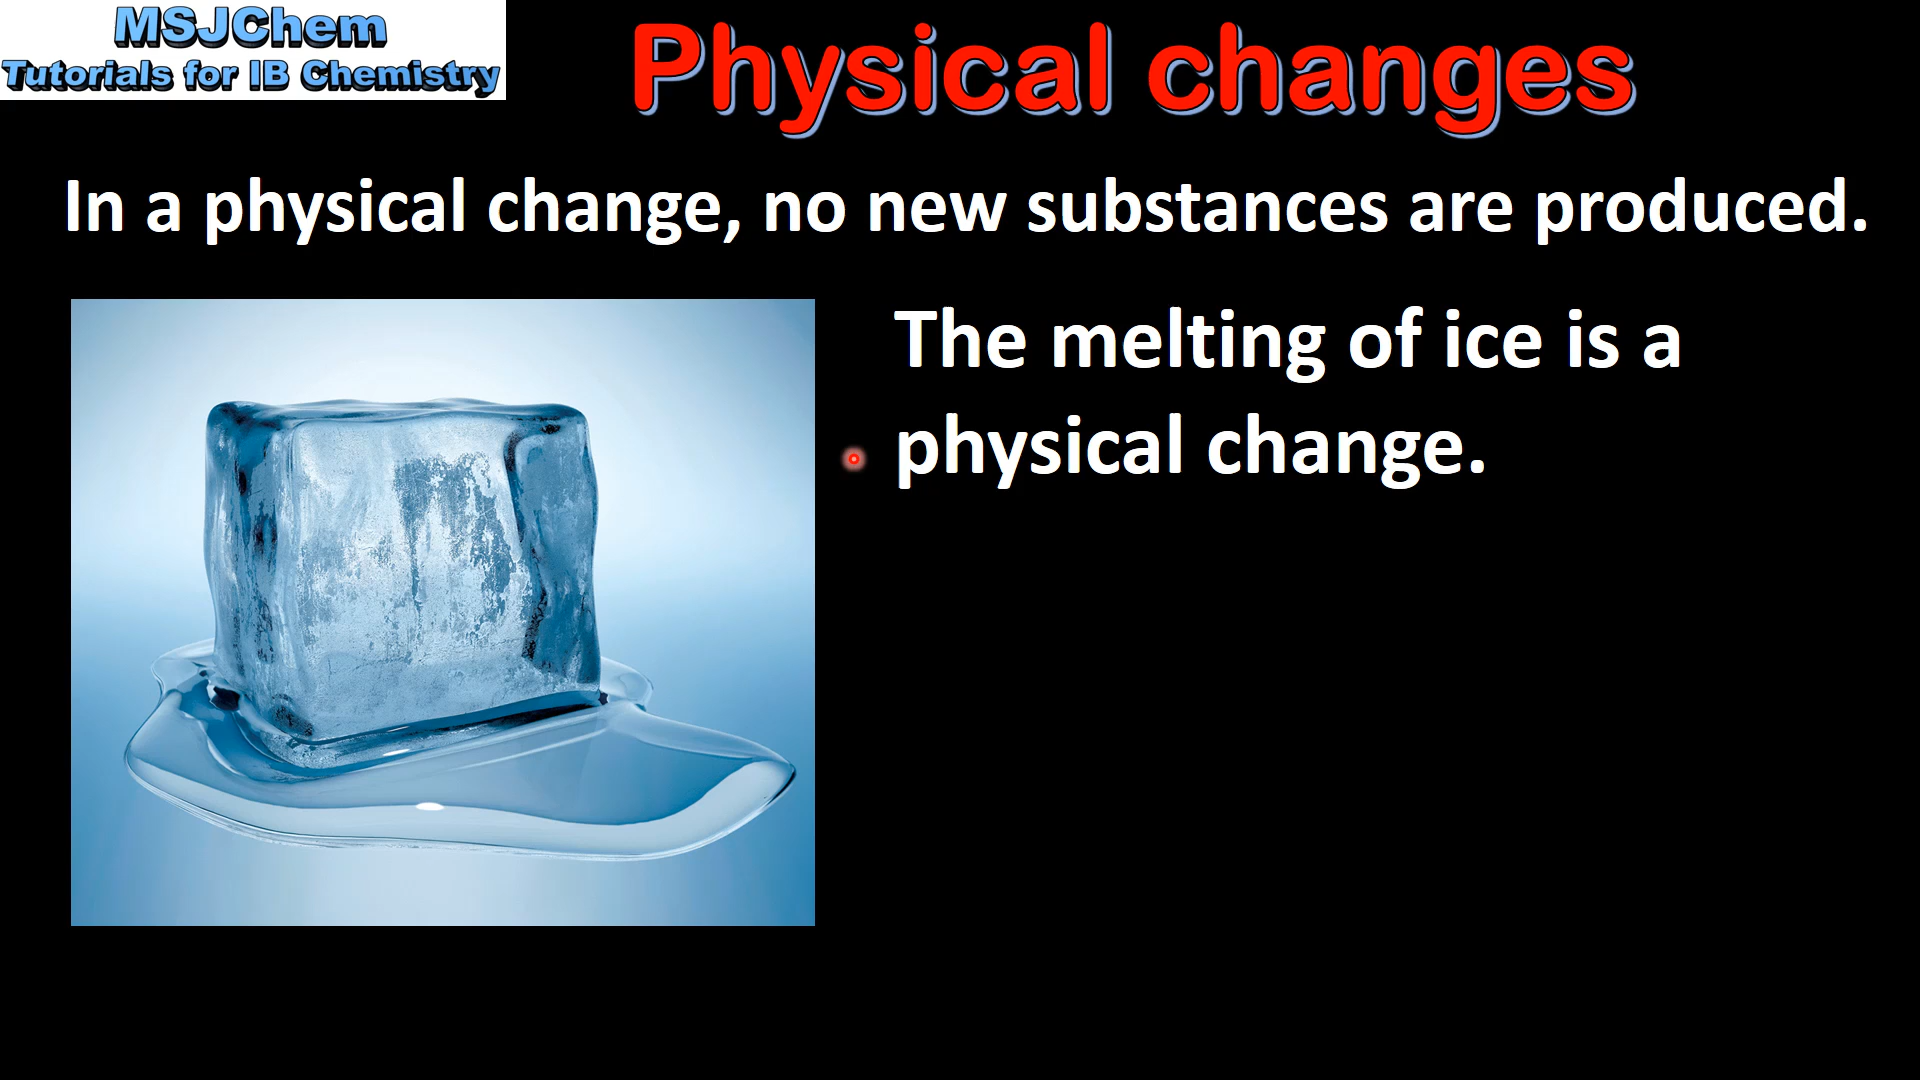 MSJChem
Tutorials for IB Chemistry
Physical changes
In a physical change, no new substances are produced.
The melting of ice is a
physical change.